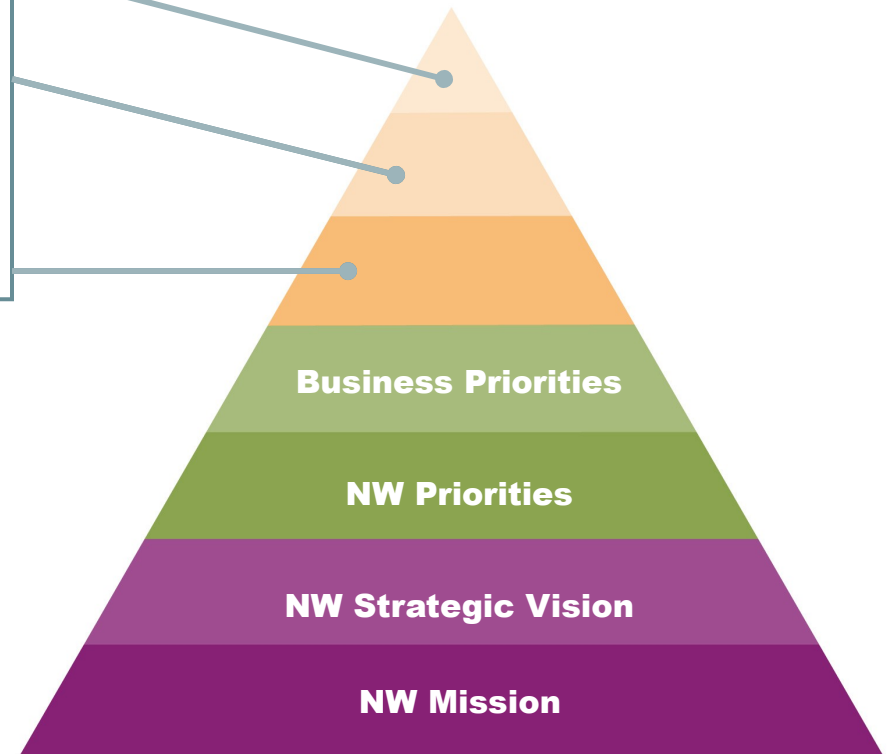 Business Priorities
NW Priorities
NW Strategic Vision
NW Mission